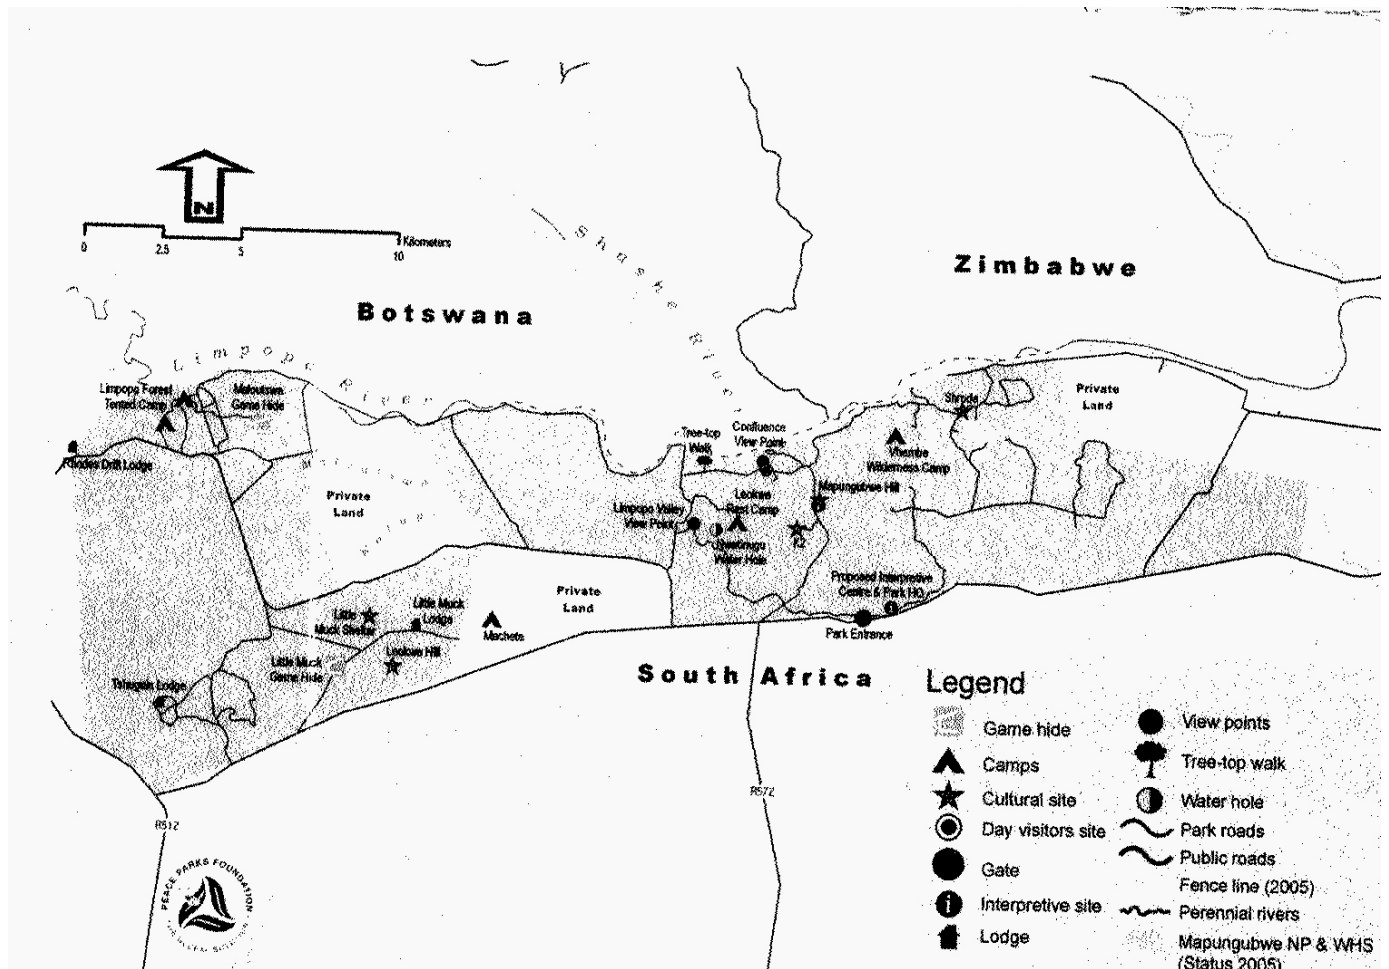 N
0 2.5 5 10
Kilometers
Shashe River
Zimbabwe
Botswana
Limpopo River
Limpopo Forest
Tented Camp
Game Hide
Rhodes Drift Lodge
Private
Land
Tree-top
Walk
Confluence
View Point
Shroda
Private
Land
Vhembe
Wilderness Camp
Mapungubwe Hill
Leokwe
Rest Camp
Limpopo Valley
View Point
Water Hole
K2
Proposed Interpretive
Centre & Park HQ
Park Entrance
Private
Land
Little
Muck Shelter
Little Muck
Lodge
Machete
Leokwe Hill
Little Muck
Game Hide
Lodge
South Africa
R572
R512
PEACE PARKS FOUNDATION
Legend
Game hide
Camps
Cultural site
Day visitors site
Gate
Interpretive site
Lodge
View points
Tree-top walk
Water hole
Park roads
Public roads
Fence line (2005)
Perennial rivers
Mapungubwe NP & WHS
(Status 2005)